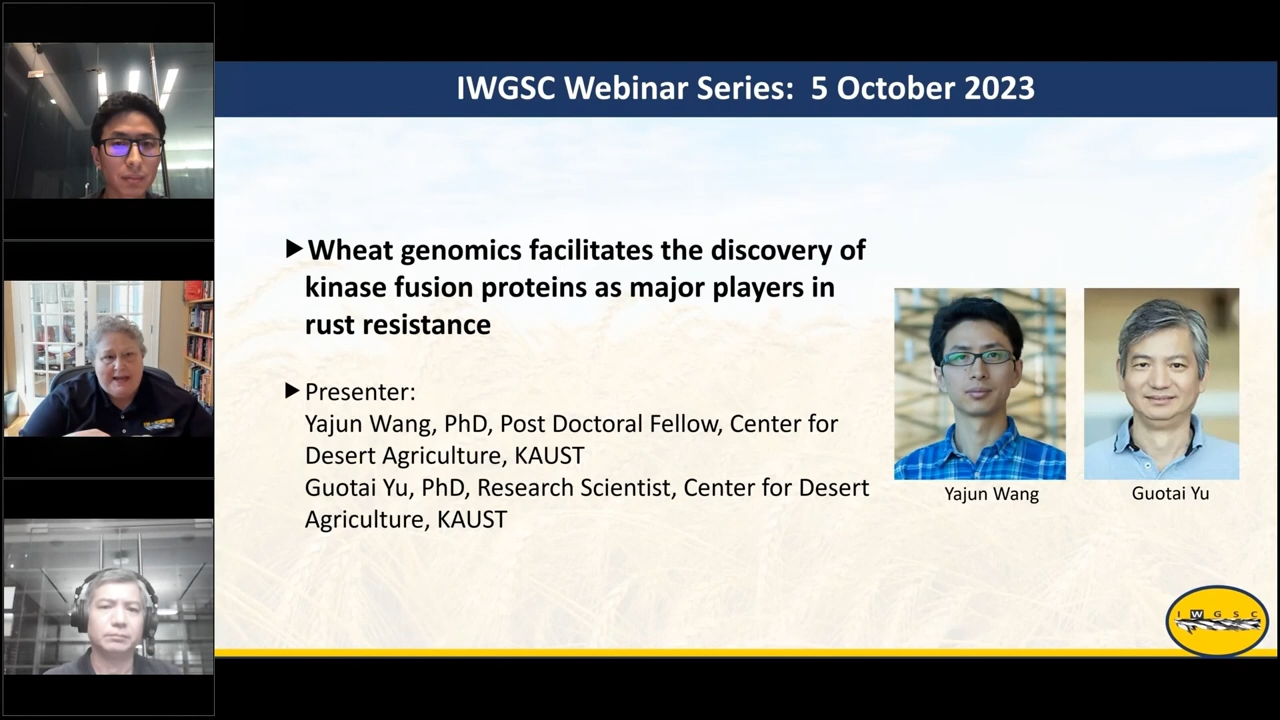 IWGSC Webinar Series: 5 October 2023
Wheat genomics facilitates the discovery of
kinase fusion proteins as major players in
rust resistance
Presenter:
Yajun Wang, PhD, Post Doctoral Fellow, Center for
Desert Agriculture, KAUST
Guotai Yu, PhD, Research Scientist, Center for Desert
Agriculture, KAUST
Yajun Wang
Guotai Yu
IWGSC